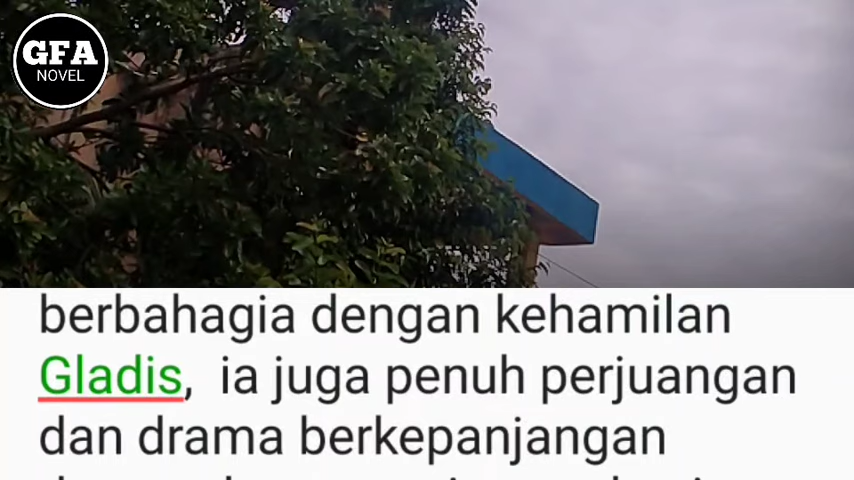 GFA
NOVEL
berbahagia dengan kehamilan
Gladis, ia juga penuh perjuangan
dan drama berkepanjangan